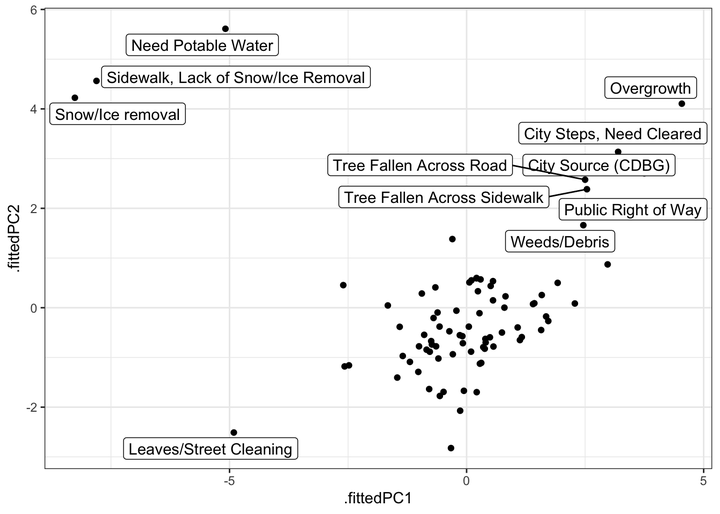 6
Need Potable Water
Sidewalk, Lack of Snow/Ice Removal
Overgrowth
4
Snow/Ice removal
City Steps, Need Cleared
Tree Fallen Across Road
City Source (CDBG)
Tree Fallen Across Sidewalk
2
Public Right of Way
Weeds/Debris
.fittedPC2
0
-2
Leaves/Street Cleaning
-5
0
5
.fittedPC1